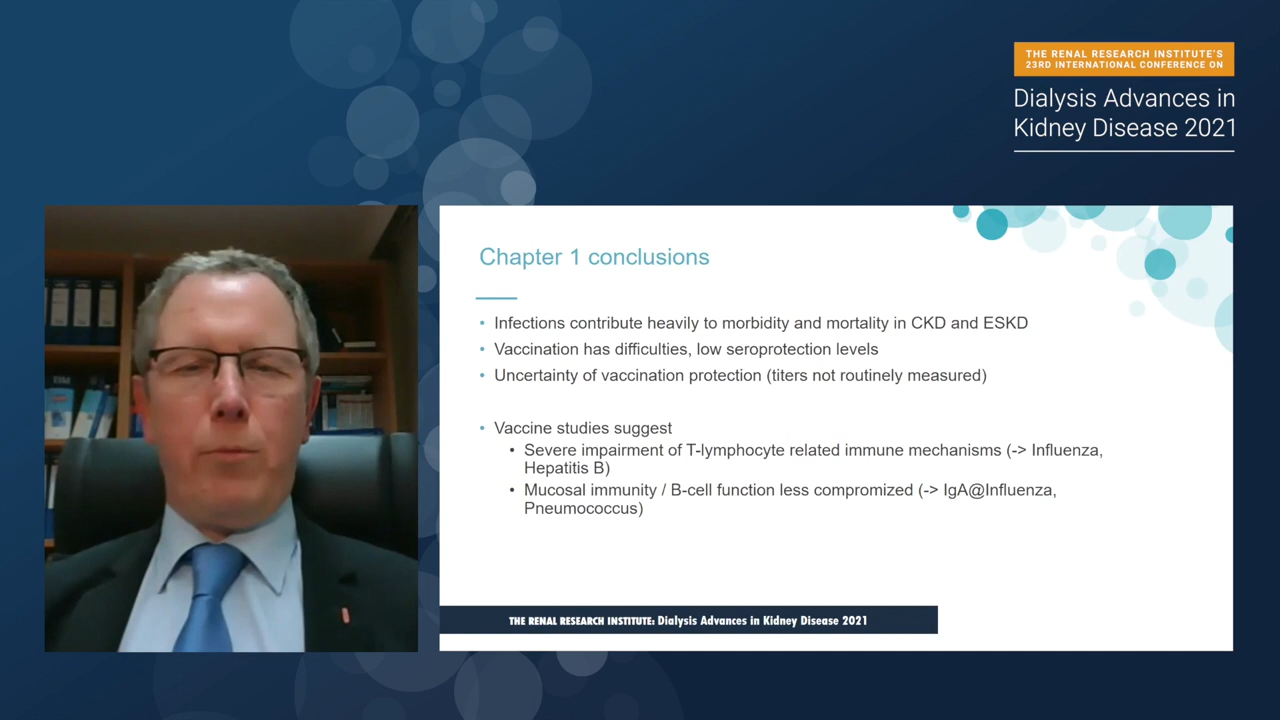 THE RENAL RESEARCH INSTITUTE'S
23RD INTERNATIONAL CONFERENCE ON
Dialysis Advances in
Kidney Disease 2021
Chapter 1 conclusions
• Infections contribute heavily to morbidity and mortality in CKD and ESKD
• Vaccination has difficulties, low seroprotection levels
• Uncertainty of vaccination protection (titers not routinely measured)
• Vaccine studies suggest
• Severe impairment of T-lymphocyte related immune mechanisms (-> Influenza,
Hepatitis B)
• Mucosal immunity / B-cell function less compromized (-> IgA@Influenza,
Pneumococcus)
THE RENAL RESEARCH INSTITUTE: Dialysis Advances in Kidney Disease 2021